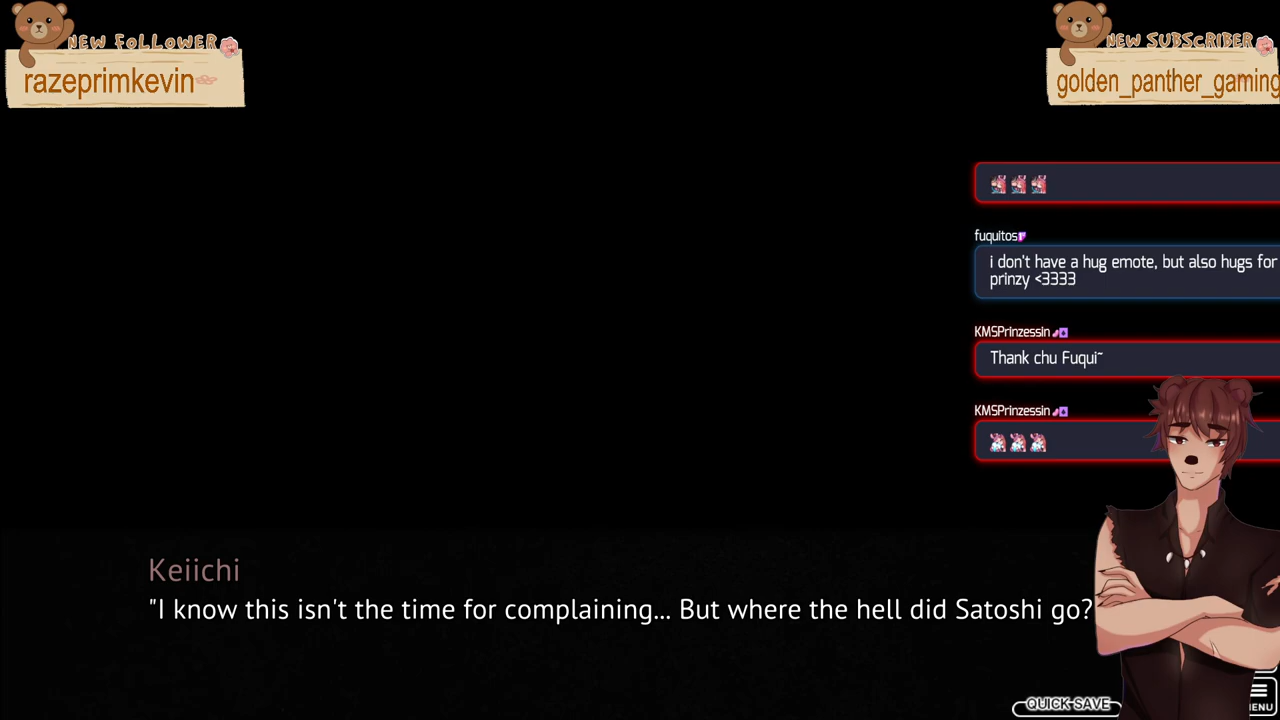 NEW FOLLOWER
razeprimkevin
NEW SUBSCRIBER
golden_panther_gaming
fuquitos
i don't have a hug emote, but also hugs for
prinzy <3333
KMSPrinzessin
Thank chu Fuqui~
KMSPrinzessin
Keiichi
"I know this isn't the time for complaining... But where the hell did Satoshi go?
QUICK SAVE
MENU